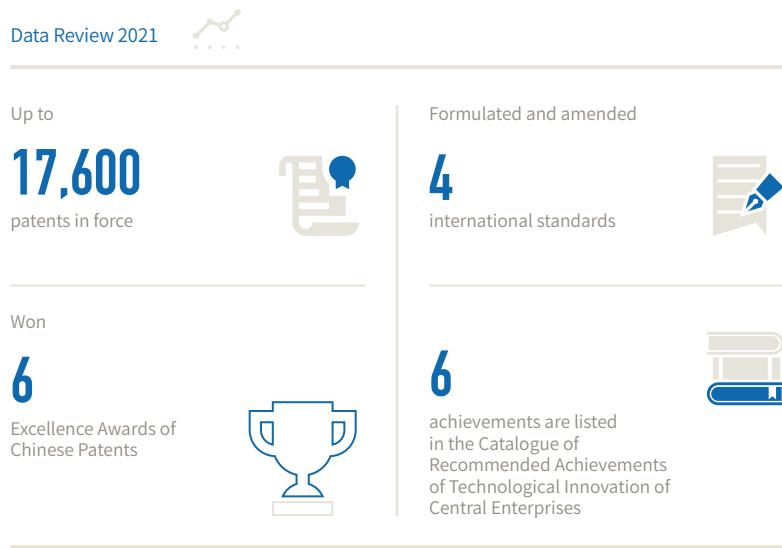 Data Review 2021
Up to
17,600
patents in force
Formulated and amended
4
international standards
Won
6
Excellence Awards of
Chinese Patents
6
achievements are listed
in the Catalogue of
Recommended Achievements
of Technological Innovation of
Central Enterprises